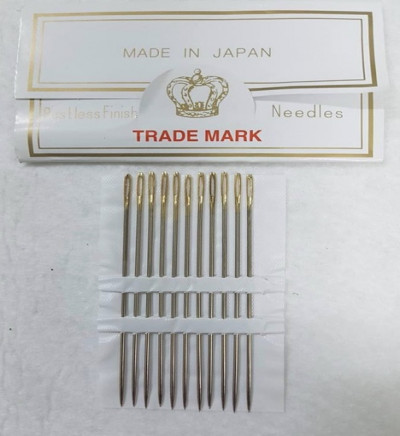 MADE IN JAPAN
Rustless Finish Needles
TRADE MARK